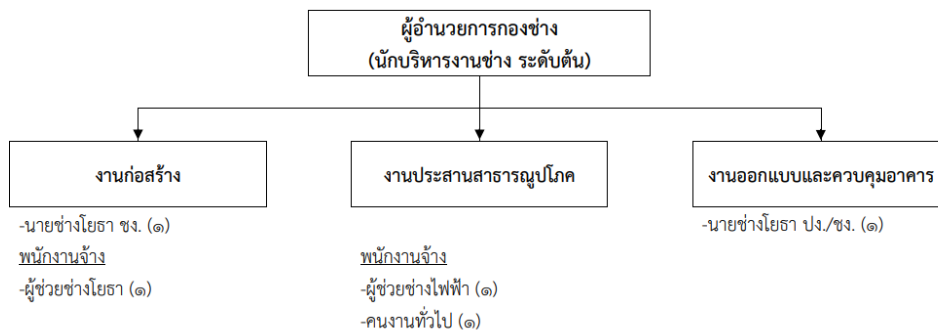 ผู้อำนวยการกองช่าง
(นักบริหารงานช่าง ระดับต้น)
งานก่อสร้าง
-นายช่างโยธา ชง. (๑)
พนักงานจ้าง
-ผู้ช่วยช่างโยธา (๑)
งานประสานสาธารณูปโภค
พนักงานจ้าง
-ผู้ช่วยช่างไฟฟ้า (๑)
-คนงานทั่วไป (๑)
งานออกแบบและควบคุมอาคาร
-นายช่างโยธา ปง./ชง. (๑)